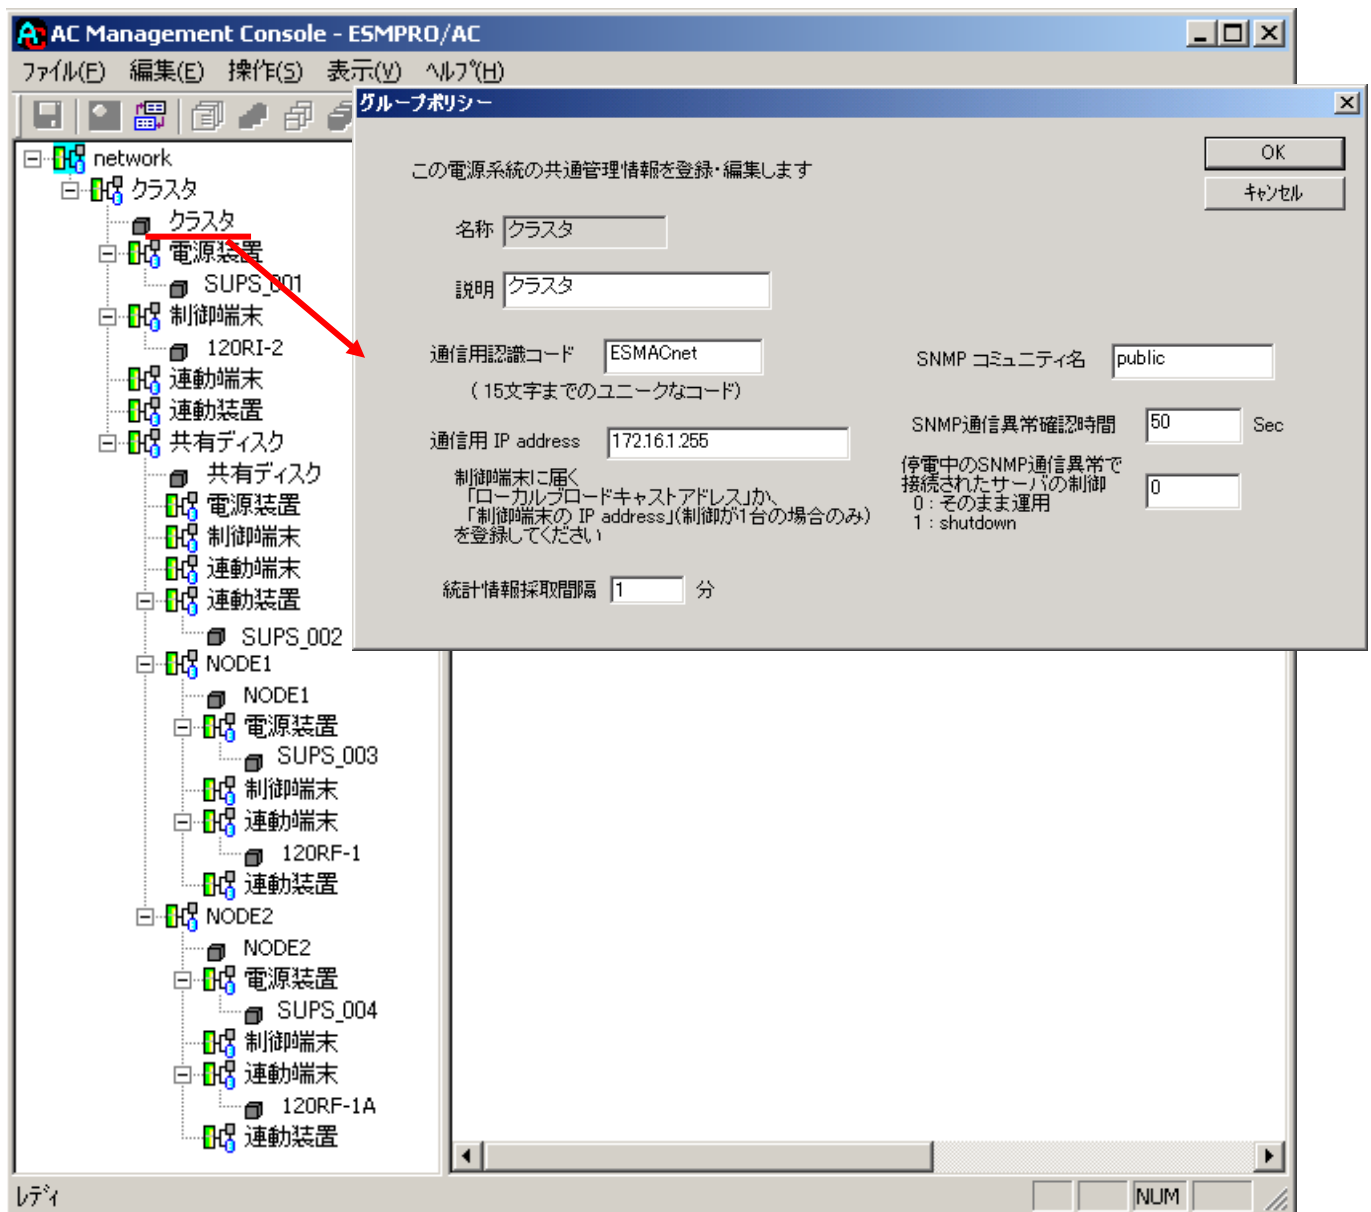 AC Management Console - ESMPRO/AC
ﾌｧｲﾙ(F) 編集(E) 操作(S) 表示(V) ﾍﾙﾌﾟ(H)
network
クラスタ
クラスタ
電源装置
SUPS_001
制御端末
120RI-2
連動端末
連動装置
共有ディスク
共有ディスク
電源装置
制御端末
連動端末
連動装置
SUPS_002
NODE1
NODE1
電源装置
SUPS_003
制御端末
連動端末
120RF-1
連動装置
NODE2
NODE2
電源装置
SUPS_004
制御端末
連動端末
120RF-1A
連動装置
グループポリシー
OK
ｷｬﾝｾﾙ
この電源系統の共通管理情報を登録・編集します
名称 クラスタ
説明 クラスタ
通信用認識コード ESMACnet
( 15文字までのユニークなコード)
通信用 IP address 172.16.1.255
制御端末に届く
「ローカルブロードキャストアドレス」か、
「制御端末の IP address」(制御が1台の場合のみ)
を登録してください
統計情報採取間隔 1 分
SNMP コミュニティ名 public
SNMP通信異常確認時間 50 Sec
停電中のSNMP通信異常で
接続されたサーバの制御 0
0 : そのまま運用
1 : shutdown
ﾚﾃﾞｨ
NUM